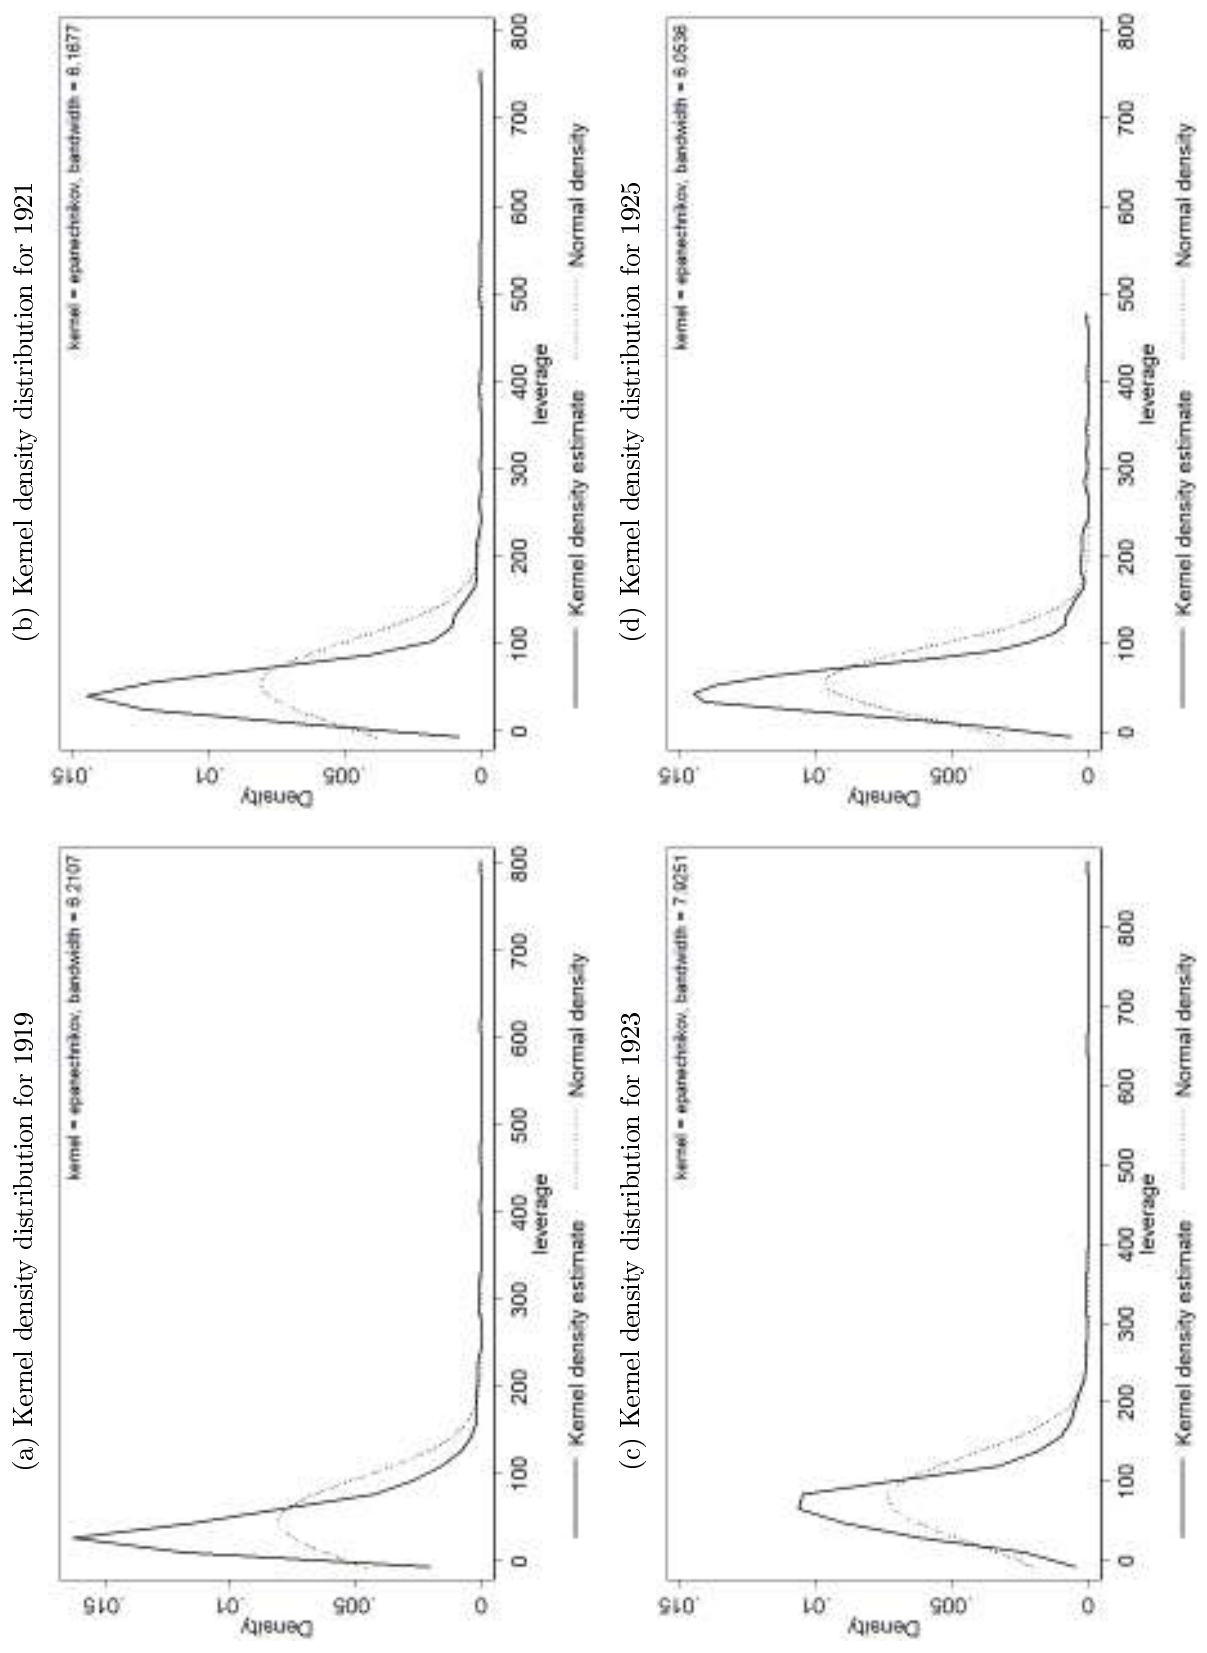 (a) Kernel density distribution for 1919
kernel = epanechnikov, bandwidth = 6.2107
Density
0 .005 .01 .015
0 100 200 300 400 500 600 700 800
leverage
Kernel density estimate Normal density
(b) Kernel density distribution for 1921
kernel = epanechnikov, bandwidth = 6.1677
Density
0 .005 .01 .015
0 100 200 300 400 500 600 700 800
leverage
Kernel density estimate Normal density
(c) Kernel density distribution for 1923
kernel = epanechnikov, bandwidth = 7.9251
Density
0 .005 .01 .015
0 100 200 300 400 500 600 700 800
leverage
Kernel density estimate Normal density
(d) Kernel density distribution for 1925
kernel = epanechnikov, bandwidth = 6.0536
Density
0 .005 .01 .015
0 100 200 300 400 500 600 700 800
leverage
Kernel density estimate Normal density